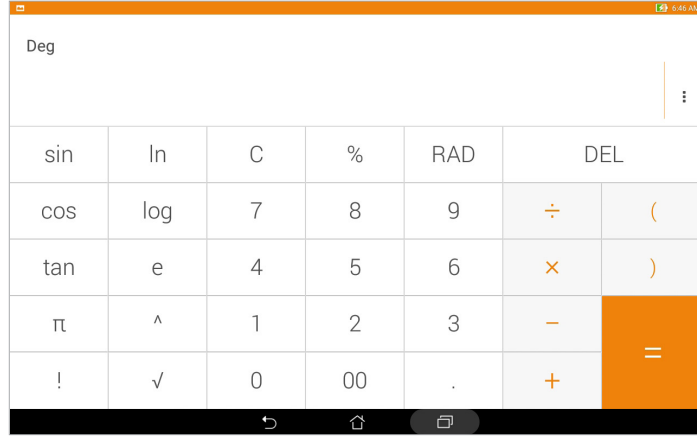 6:46 AM
Deg
sin ln C % RAD DEL
cos log 7 8 9 ÷ (
tan e 4 5 6 × )
π ^ 1 2 3 −
=
! √ 0 00 . +